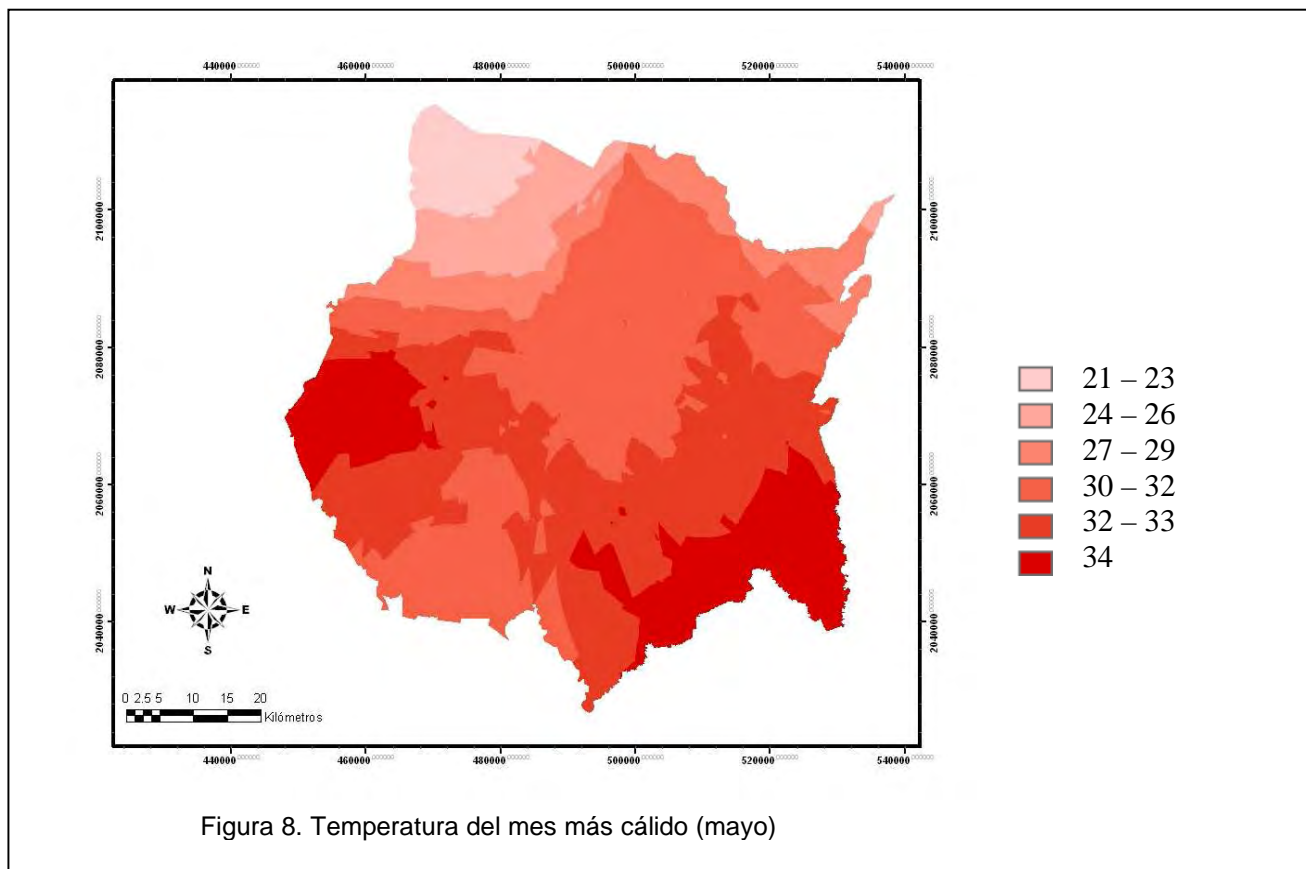 440000 460000 480000 500000 520000 540000
2100000 2100000
2080000 2080000
2060000 2060000
2040000 2040000
21 – 23
24 – 26
27 – 29
30 – 32
32 – 33
34
N
W E
S
0 2.5 5 10 15 20
Kilómetros
440000 460000 480000 500000 520000 540000
Figura 8. Temperatura del mes más cálido (mayo)